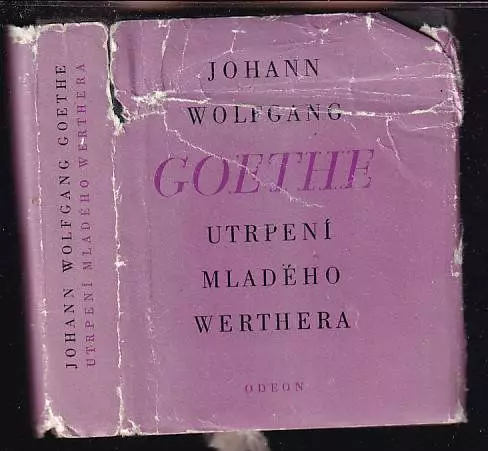 JOHANN WOLFGANG GOETHE
UTRPENÍ MLADÉHO WERTHERA
JOHANN
WOLFGANG
GOETHE
UTRPENÍ
MLADÉHO
WERTHERA
ODEON